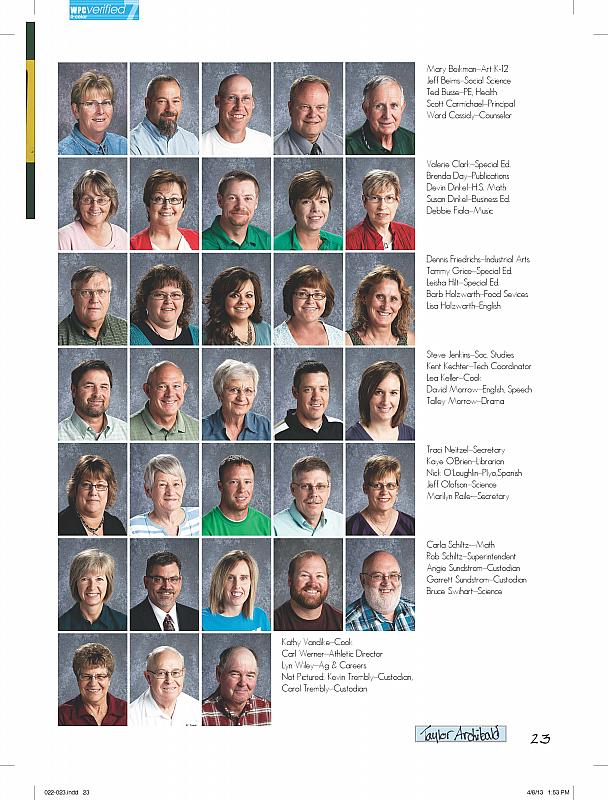 WPC verified 7
4-color
Mary Beikman--Art K-12
Jeff Beims--Social Science
Ted Busse--PE, Health
Scott Carmichael--Principal
Ward Cassidy--Counselor
Valerie Clark--Special Ed.
Brenda Day--Publications
Devin Dinkel--H.S. Math
Susan Dinkel--Business Ed.
Debbie Fiala--Music
Dennis Friedrichs--Industrial Arts
Tammy Grice--Special Ed.
Leisha Hilt--Special Ed.
Barb Holzwarth--Food Sevices
Lisa Holzwarth--English
Steve Jenkins--Soc. Studies
Kent Kechter--Tech Coordinator
Lea Keller--Cook
David Morrow--English, Speech
Talley Morrow--Drama
Traci Neitzel--Secretary
Kaye O'Brien--Librarian
Nick O'Loughlin--Phys.Spanish
Jeff Olofson--Science
Marilyn Raile--Secretary
Carla Schiltz--Math
Rob Schiltz--Superintendent
Angie Sundstrom--Custodian
Garrett Sundstrom--Custodian
Bruce Swihart--Science
Kathy Vandike--Cook
Carl Werner--Athletic Director
Lyn Wiley--Ag & Careers
Not Pictured: Kevin Trembly--Custodian,
Carol Trembly--Custodian
Taylor Archibald
23
022-023.indd 23
4/8/13 1:53 PM